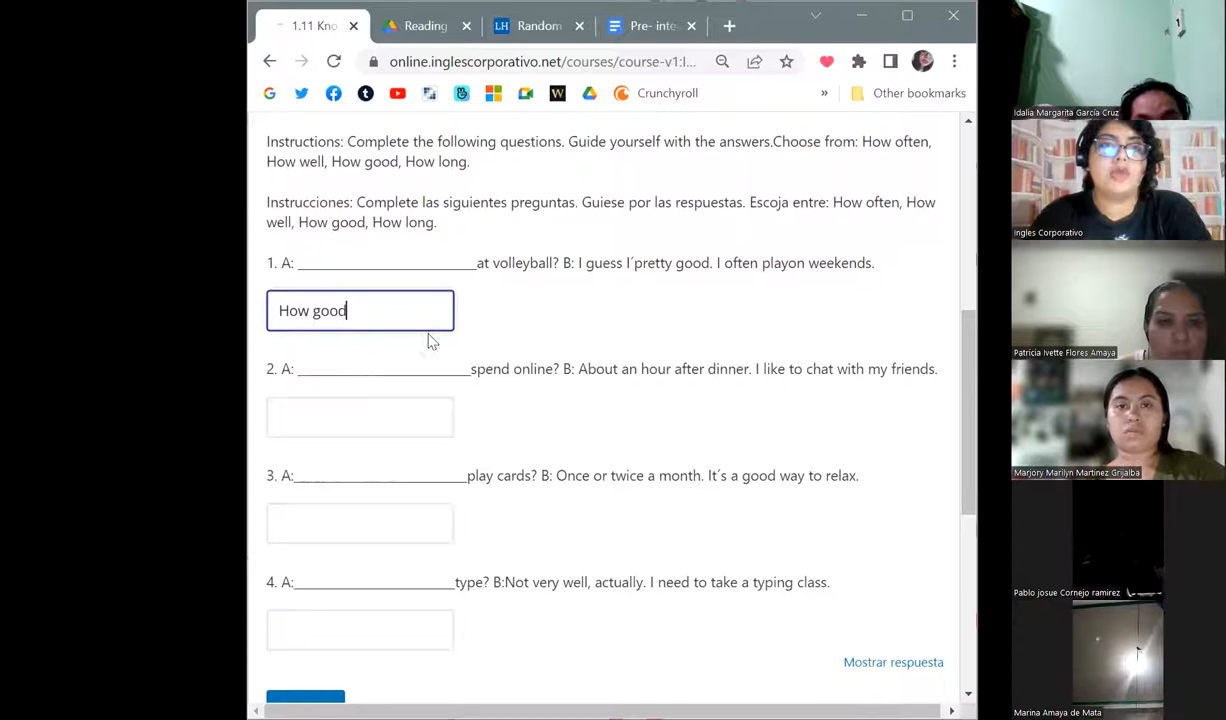 1.11 Kno
Reading
LH
Random
Pre- inte
online.inglescorporativo.net/courses/course-v1:I...
Crunchyroll
»
Other bookmarks
Instructions: Complete the following questions. Guide yourself with the answers.Choose from: How often,
How well, How good, How long.
Instrucciones: Complete las siguientes preguntas. Guiese por las respuestas. Escoja entre: How often, How
well, How good, How long.
1. A: ______________________at volleyball? B: I guess I´pretty good. I often playon weekends.
How good
2. A: _____________________spend online? B: About an hour after dinner. I like to chat with my friends.
3. A:_____________________play cards? B: Once or twice a month. It´s a good way to relax.
4. A:____________________type? B:Not very well, actually. I need to take a typing class.
Mostrar respuesta
Idalia Margarita García Cruz
Ingles Corporativo
Patricia Ivette Flores Amaya
Marjory Marilyn Martinez Grijalba
Pablo josue Cornejo ramirez
Marina Amaya de Mata